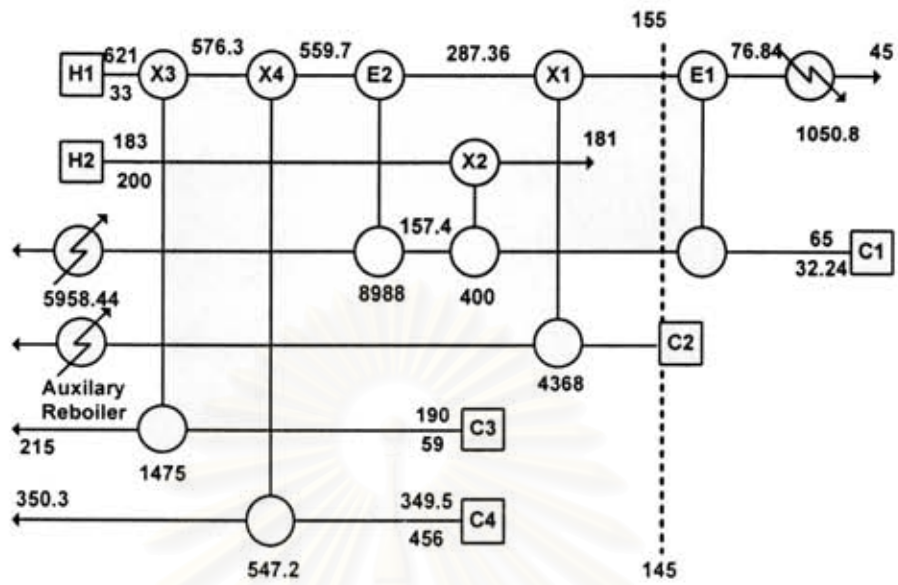 155
621 576.3 559.7 287.36 76.84 45
H1 X3 X4 E2 X1 E1
33
1050.8
183 181
H2 X2
200
157.4 65
C1
32.24
5958.44 8988 400
C2
4368
Auxilary
Reboiler
190
C3
215 59
1475
350.3 349.5
C4
456
547.2
145